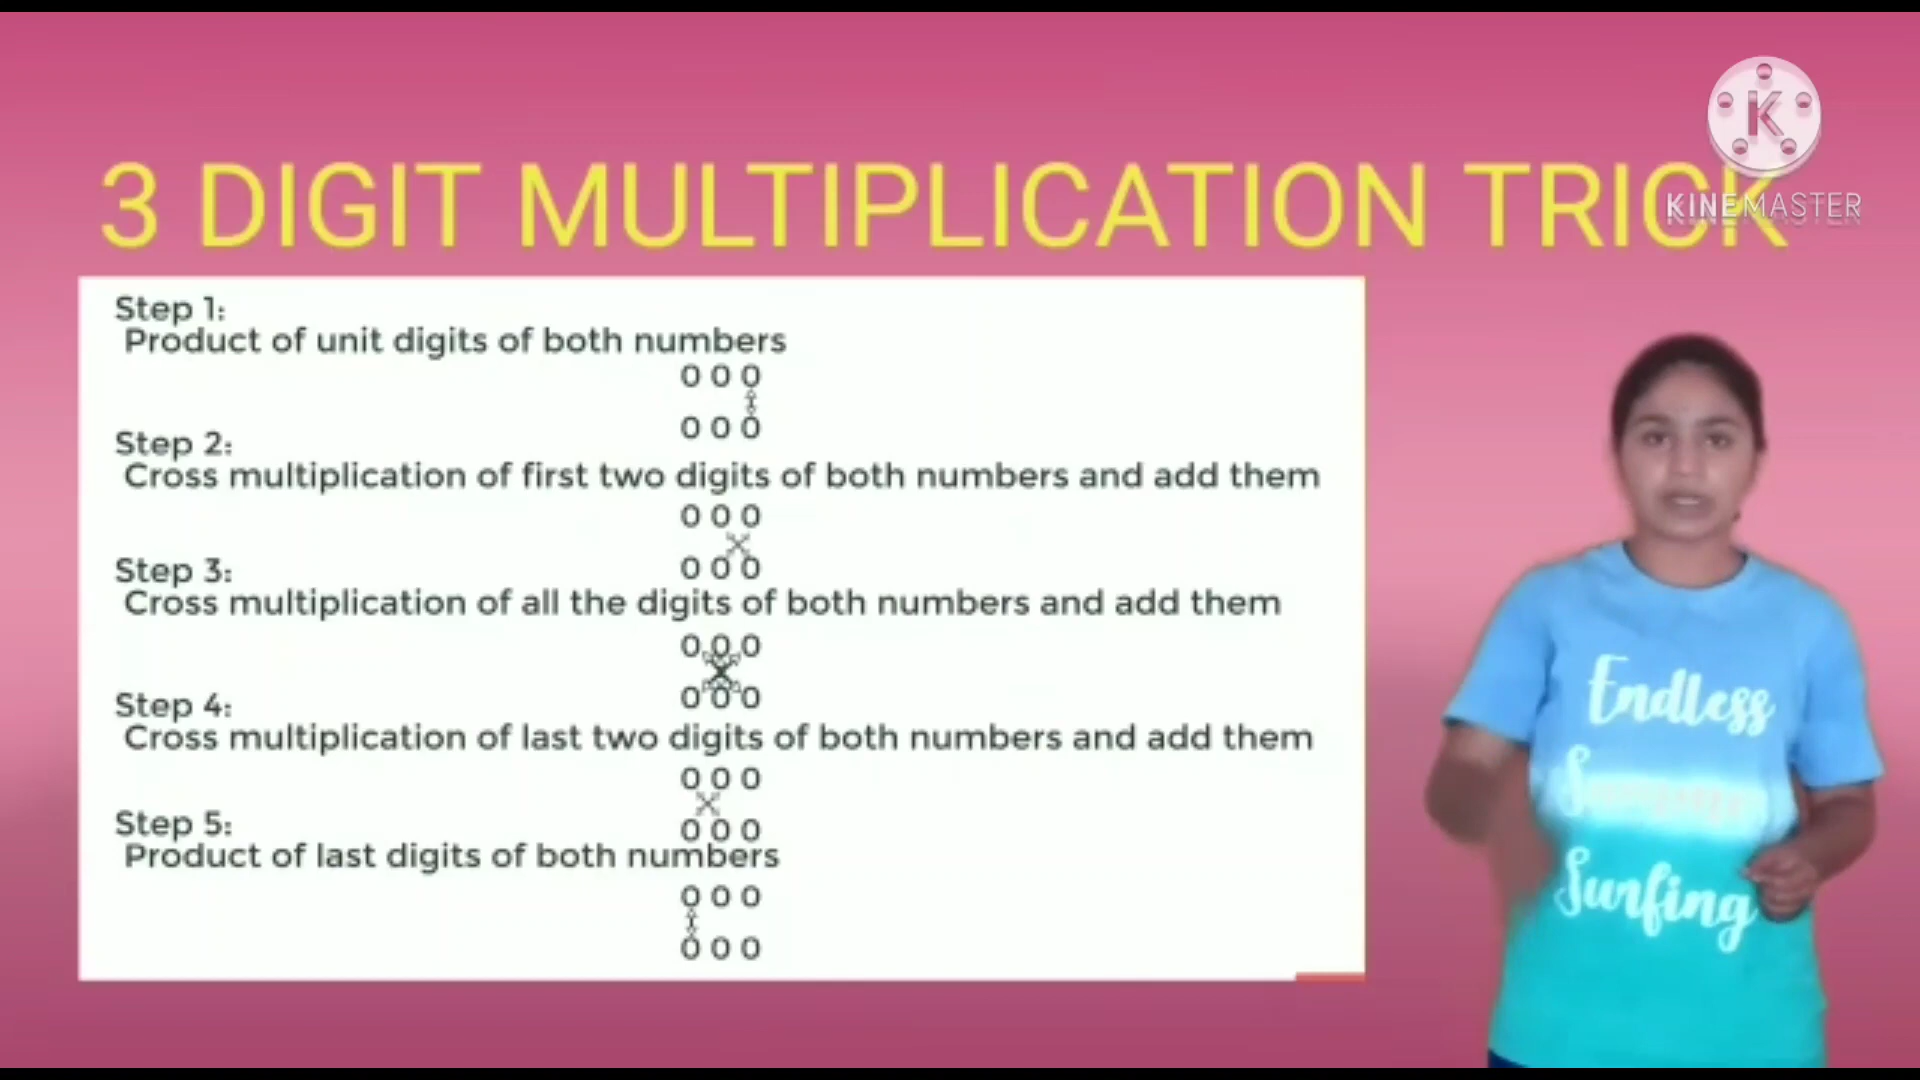 3 DIGIT MULTIPLICATION TRICK
K
KINEMASTER
Step 1:
Product of unit digits of both numbers
0 0 0
0 0 0
Step 2:
Cross multiplication of first two digits of both numbers and add them
0 0 0
0 0 0
Step 3:
Cross multiplication of all the digits of both numbers and add them
0 0 0
0 0 0
Step 4:
Cross multiplication of last two digits of both numbers and add them
0 0 0
0 0 0
Step 5:
Product of last digits of both numbers
0 0 0
0 0 0
Endless
Surfing